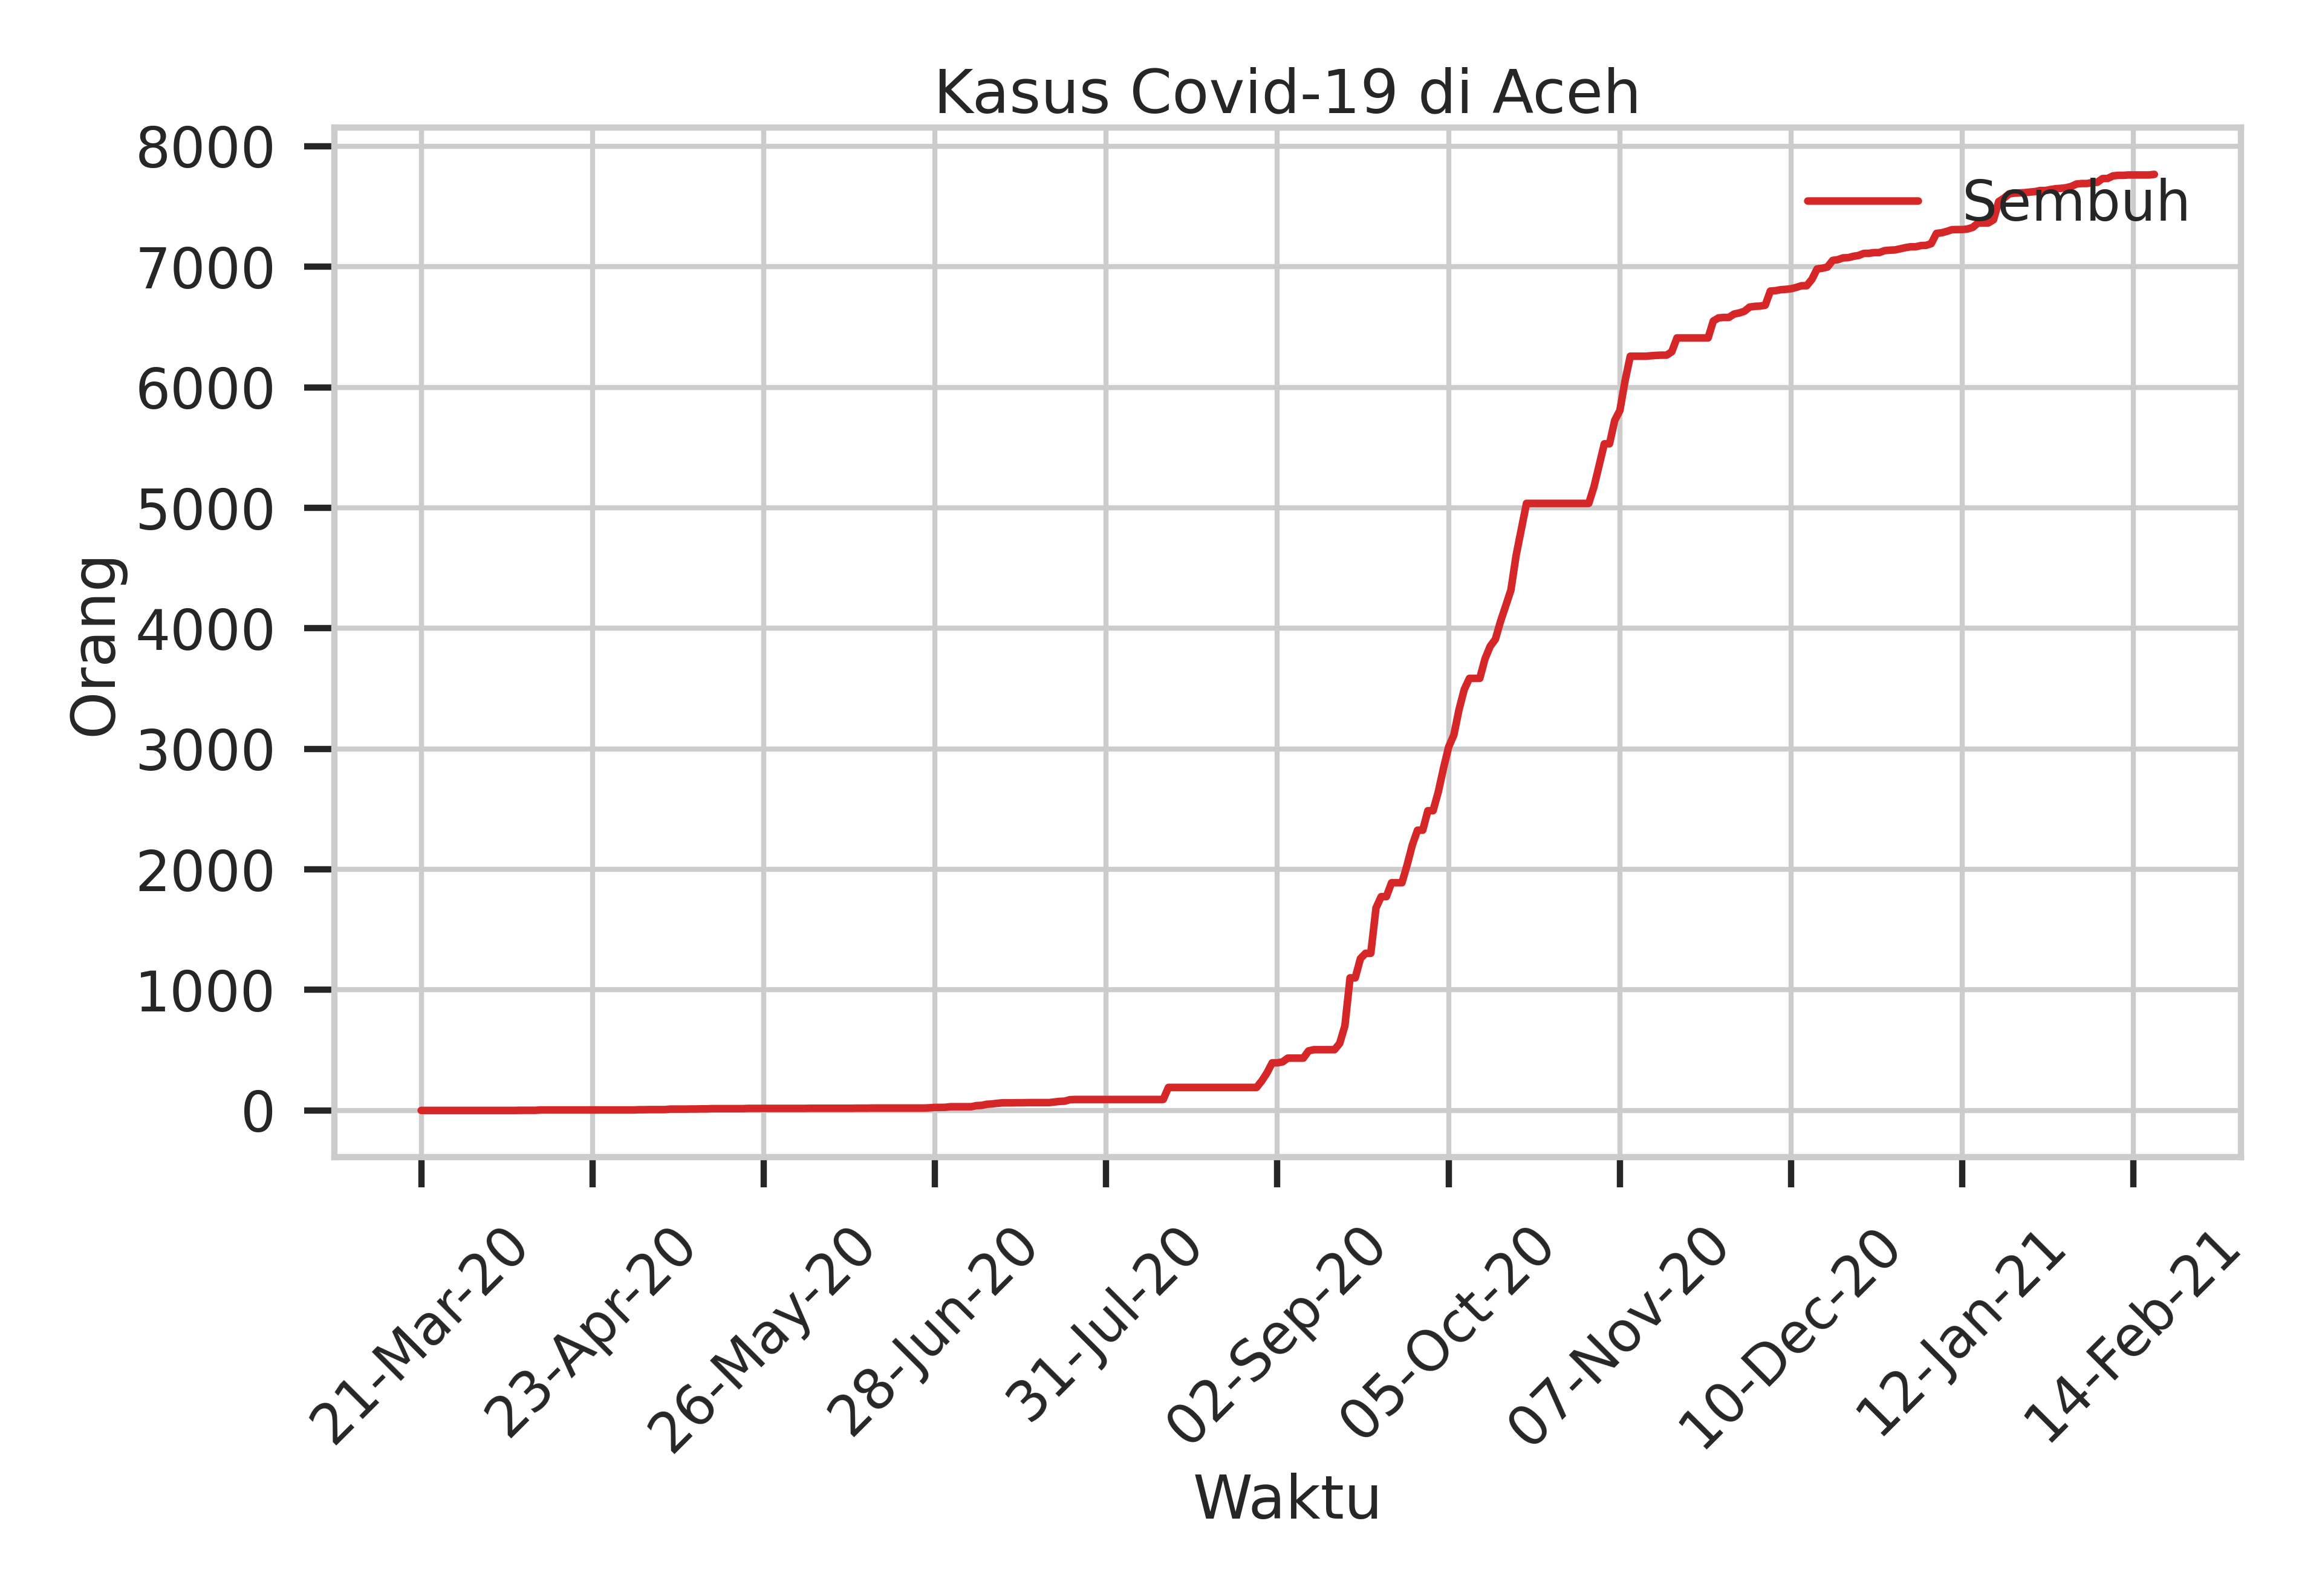 Kasus Covid-19 di Aceh
8000
7000
6000
5000
4000
3000
2000
1000
0
Orang
Sembuh
21-Mar-20
23-Apr-20
26-May-20
28-Jun-20
31-Jul-20
02-Sep-20
05-Oct-20
07-Nov-20
10-Dec-20
12-Jan-21
14-Feb-21
Waktu